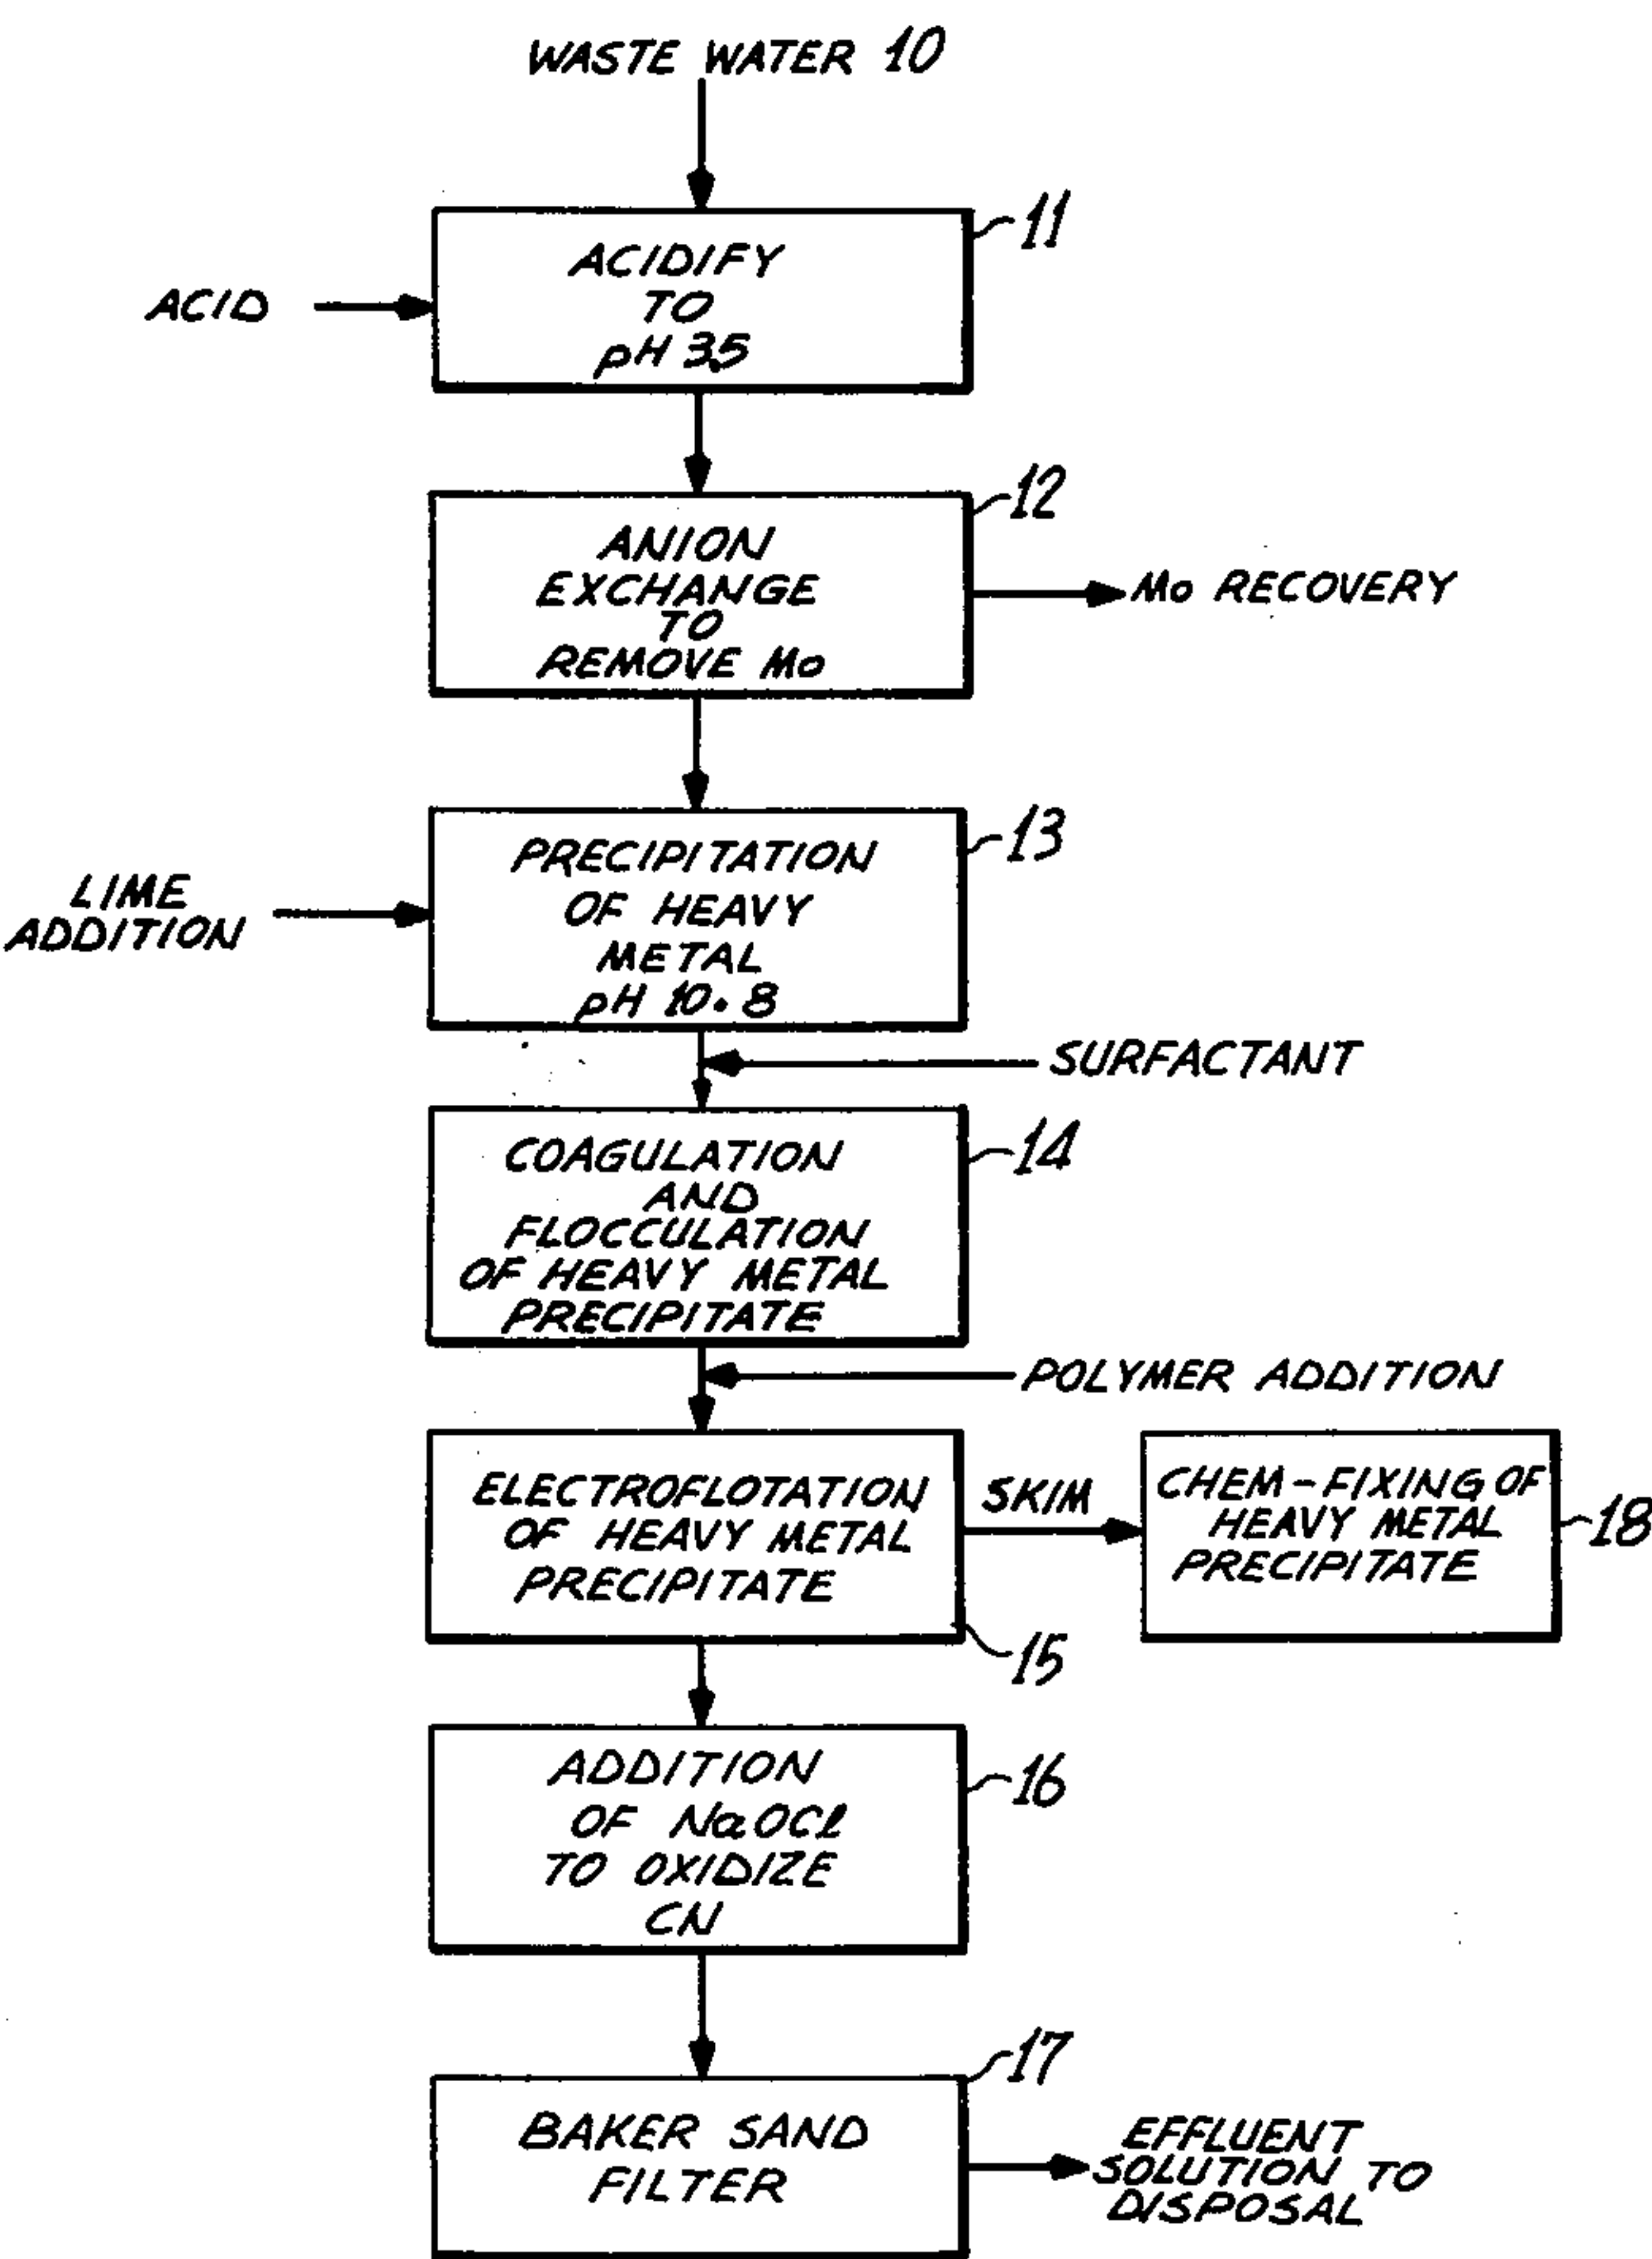 WASTE WATER 10
11
ACIDIFY
TO
pH 3.5
ACID
12
ANION
EXCHANGE
TO
REMOVE Mo
Mo RECOVERY
13
PRECIPITATION
OF HEAVY
METAL
pH 10.8
LIME
ADDITION
SURFACTANT
14
COAGULATION
AND
FLOCCULATION
OF HEAVY METAL
PRECIPITATE
POLYMER ADDITION
ELECTROFLOTATION
OF HEAVY METAL
PRECIPITATE
15
SKIM
CHEM-FIXING OF
HEAVY METAL
PRECIPITATE
18
16
ADDITION
OF NaOCl
TO OXIDIZE
CN
17
BAKER SAND
FILTER
EFFLUENT
SOLUTION TO
DISPOSAL